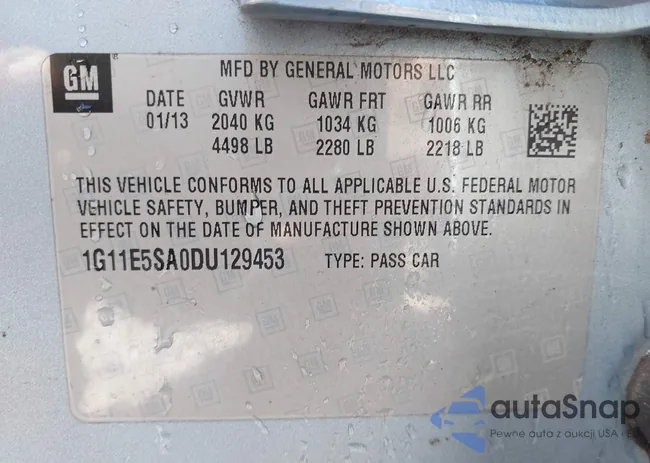 GM
MFD BY GENERAL MOTORS LLC
DATE GVWR GAWR FRT GAWR RR
01/13 2040 KG 1034 KG 1006 KG
4498 LB 2280 LB 2218 LB
THIS VEHICLE CONFORMS TO ALL APPLICABLE U.S. FEDERAL MOTOR
VEHICLE SAFETY, BUMPER, AND THEFT PREVENTION STANDARDS IN
EFFECT ON THE DATE OF MANUFACTURE SHOWN ABOVE.
1G11E5SA0DU129453 TYPE: PASS CAR
autaSnap
Pewne auta z aukcji USA